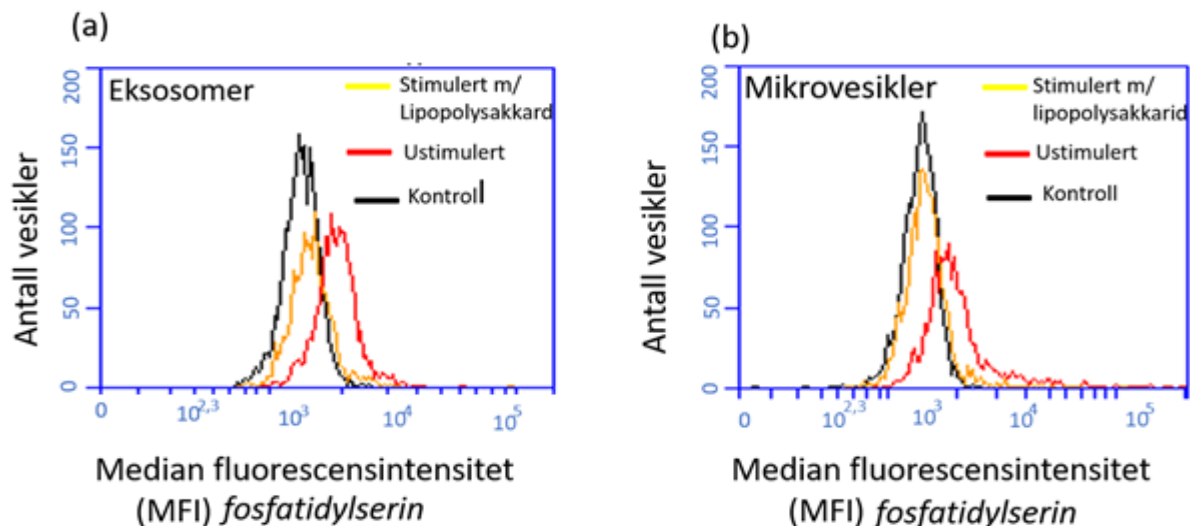 (a)
Eksosomer
Stimulert m/
Lipopolysakkard
Ustimulert
Kontroll
Antall vesikler
200
150
100
50
0
0 10^2,3 10^3 10^4 10^5
Median fluorescensintensitet
(MFI) fosfatidylserin
(b)
Mikrovesikler
Stimulert m/
lipopolysakkarid
Ustimulert
Kontroll
Antall vesikler
200
150
100
50
0
0 10^2,3 10^3 10^4 10^5
Median fluorescensintensitet
(MFI) fosfatidylserin